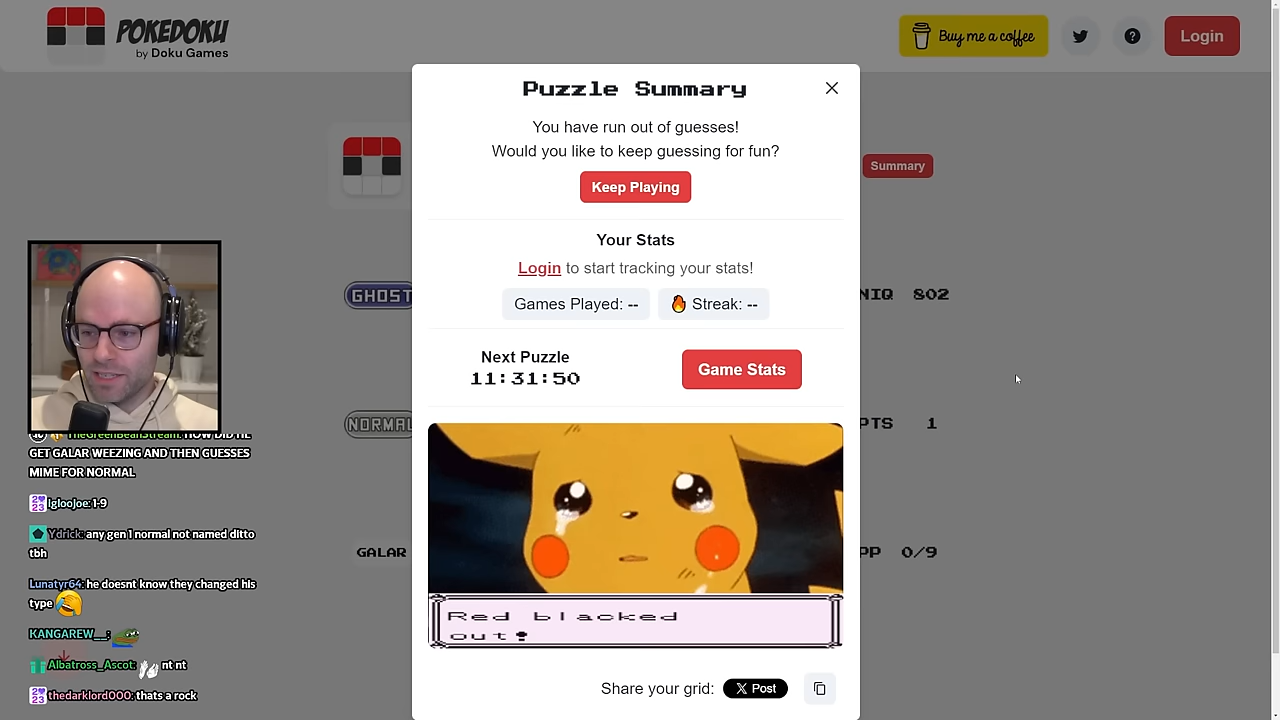 POKEDOKU
by Doku Games
Buy me a coffee
Login
Puzzle Summary
You have run out of guesses!
Would you like to keep guessing for fun?
Keep Playing
Summary
Your Stats
Login to start tracking your stats!
Games Played: --
🔥 Streak: --
GHOST
NIQ 802
Next Puzzle
11:31:50
Game Stats
NORMAL
PTS 1
GALAR
PP 0/9
Red blacked
out!
Share your grid:
X Post
TheGreenBeanStream: HOW DID HE
GET GALAR WEEZING AND THEN GUESSES
MIME FOR NORMAL
Igloojoe: 1-9
Ydrick: any gen 1 normal not named ditto
tbh
Lunatyr64: he doesnt know they changed his
type
KANGAREW__:
Albatross_Ascot: nt nt
thedarklord000: thats a rock